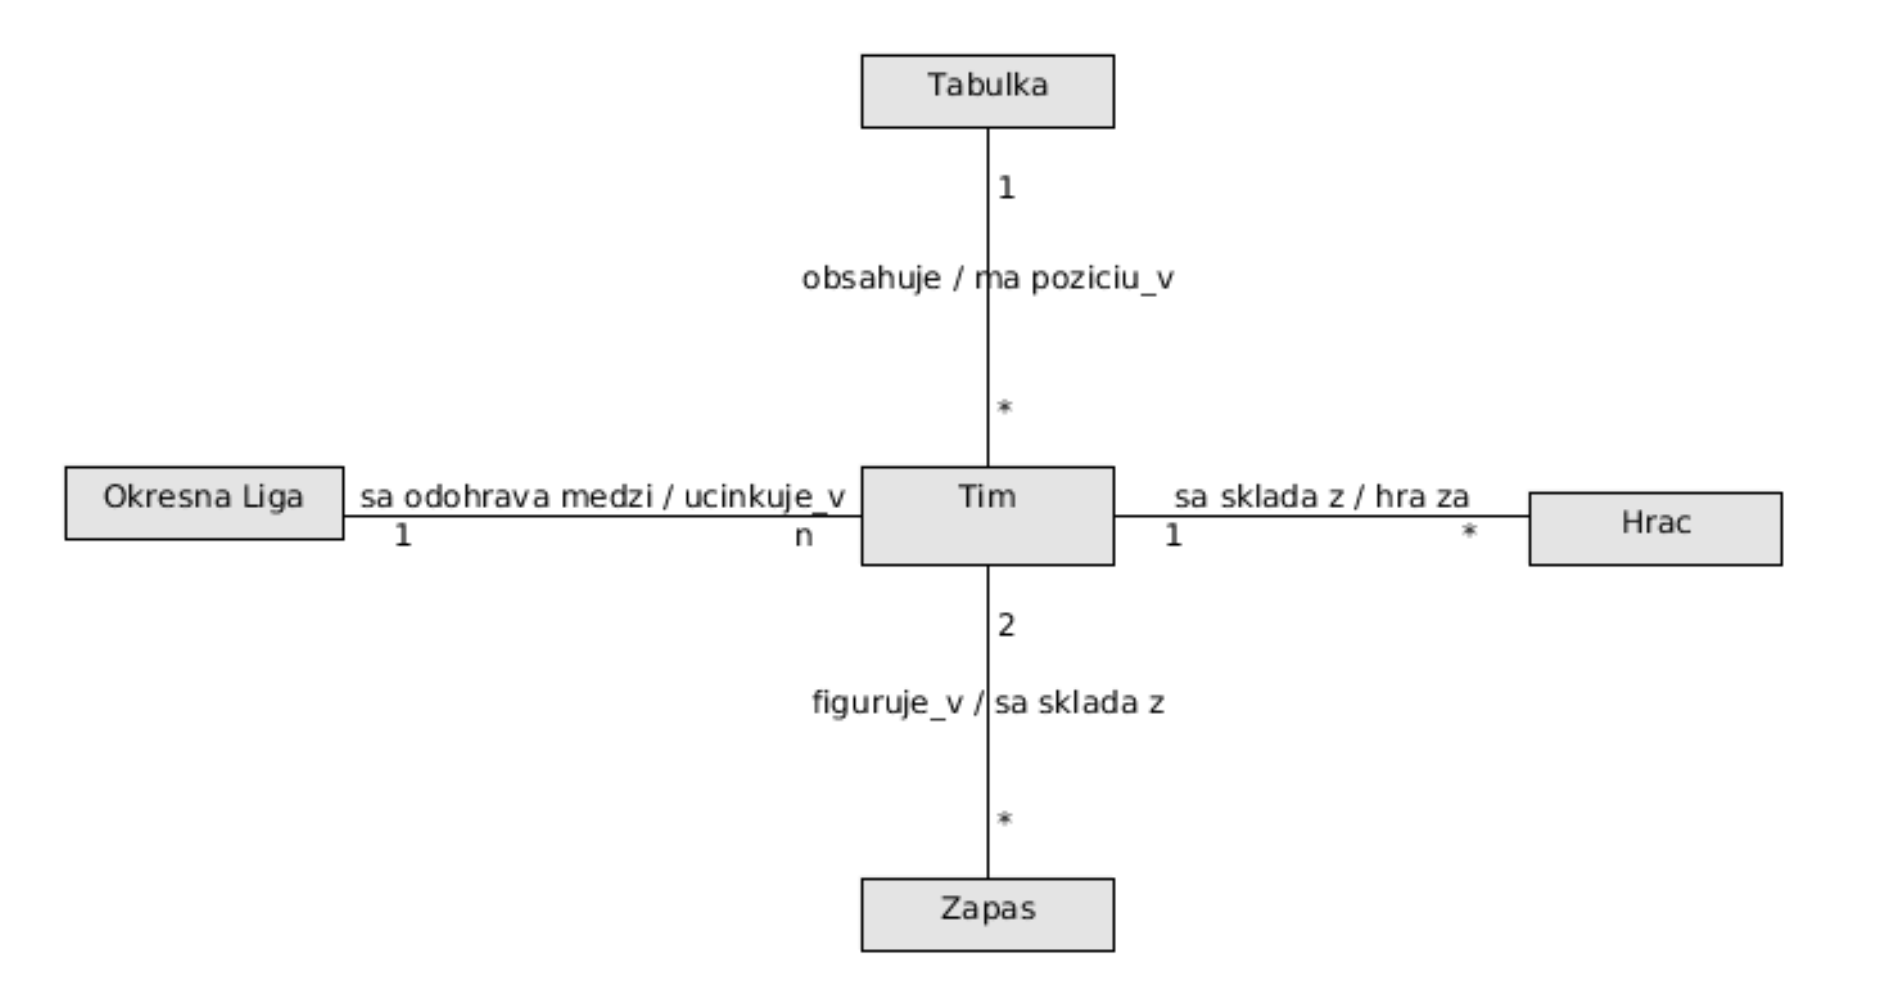 Tabulka
1
obsahuje / ma poziciu_v
*
Okresna Liga
sa odohrava medzi / ucinkuje_v
1
n
Tim
sa sklada z / hra za
1
*
Hrac
2
figuruje_v / sa sklada z
*
Zapas